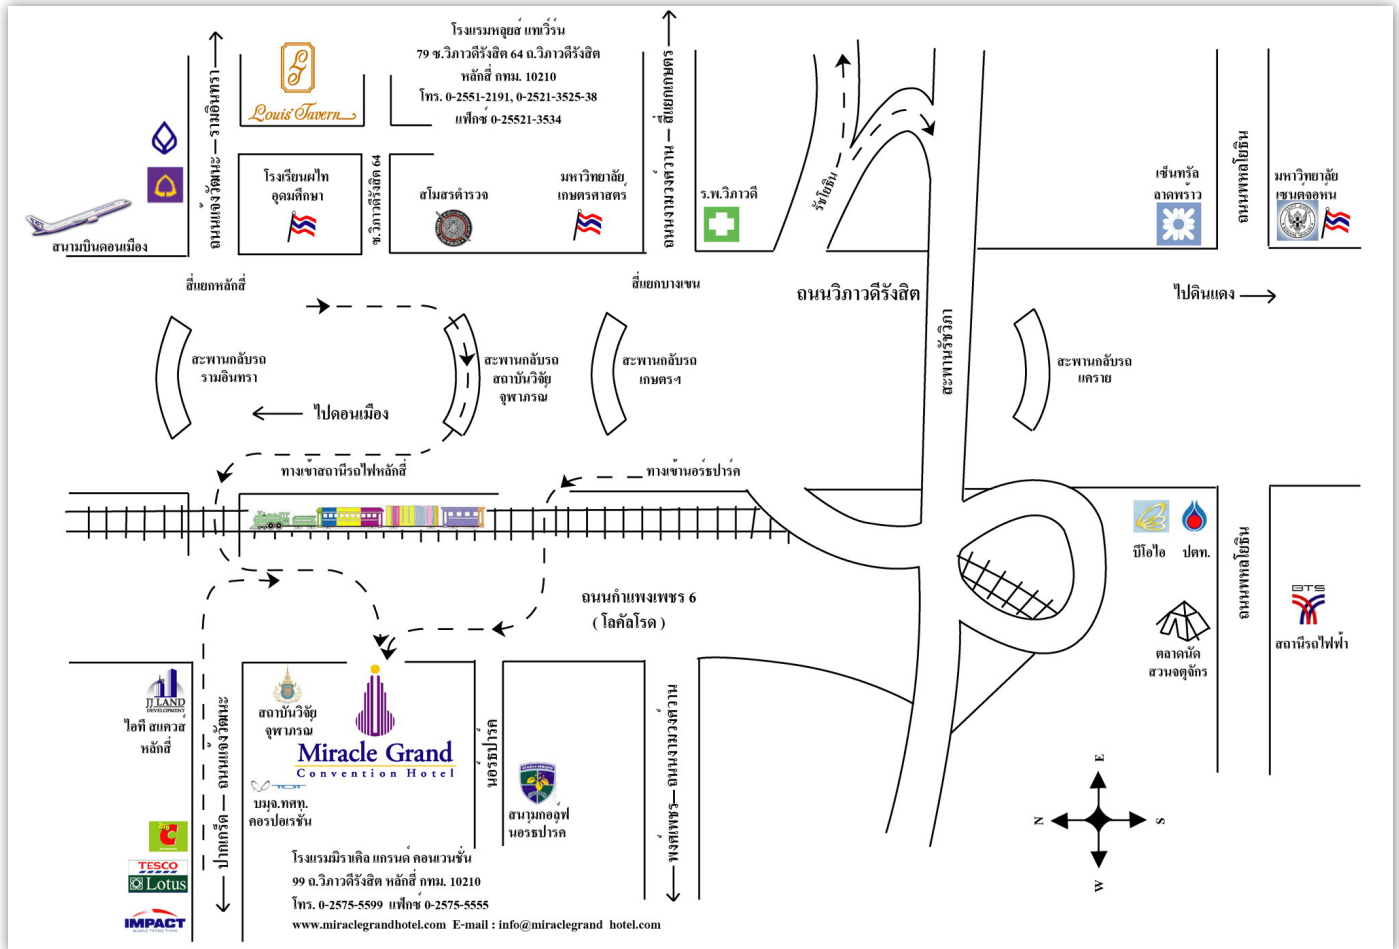 โรงแรมหลุยส์ แทเวิร์น
79 ซ.วิภาวดีรังสิต 64 ถ.วิภาวดีรังสิต
หลักสี่ กทม. 10210
โทร. 0-2551-2191, 0-2521-3525-38
แฟ็กซ์ 0-25521-3534
Louis' Tavern
ถนนแจ้งวัฒนะ — รามอินทรา
โรงเรียนผไท
อุดมศึกษา
ซ.วิภาวดีรังสิต 64
สโมสรตำรวจ
มหาวิทยาลัย
เกษตรศาสตร์
ถนนงามวงศ์วาน — ลี่ยุทธแกษตร
ร.พ.วิภาวดี
รัชโยธิน
เซ็นทรัล
ลาดพร้าว
ถนนพหลโยธิน
มหาวิทยาลัย
เซนต์จอห์น
สนามบินดอนเมือง
สี่แยกหลักสี่
สี่แยกบางเขน
ถนนวิภาวดีรังสิต
ไปดินแดง
สะพานกลับรถ
รามอินทรา
สะพานกลับรถ
สถาบันวิจัย
จุฬาภรณ์
สะพานกลับรถ
เกษตรฯ
สะพานรัชวิภา
สะพานกลับรถ
แคราย
ไปดอนเมือง
ทางเข้าสถานีรถไฟหลักสี่
ทางเข้านอร์ธปาร์ค
บีโอไอ
ปตท.
ถนนพหลโยธิน
ถนนกำแพงเพชร 6
( โลคัลโรด )
BTS
สถานีรถไฟฟ้า
ตลาดนัด
สวนจตุจักร
JJ LAND
DEVELOPMENT
ไอที สแควส์
หลักสี่
ปากเกร็ด — ถนนแจ้งวัฒนะ
สถาบันวิจัย
จุฬาภรณ์
Miracle Grand
Convention Hotel
นอร์ธปาร์ค
TOT
บมจ.ทศท.
คอรปอเรชั่น
สนามกอล์ฟ
นอรธปารค
E
N
S
W
Big C
TESCO
Lotus
IMPACT
โรงแรมมิราเคิล แกรนด์ คอนเวนชั่น
99 ถ.วิภาวดีรังสิต หลักสี่ กทม. 10210
โทร. 0-2575-5599 แฟ็กซ์ 0-2575-5555
www.miraclegrandhotel.com E-mail : info@miraclegrand hotel.com